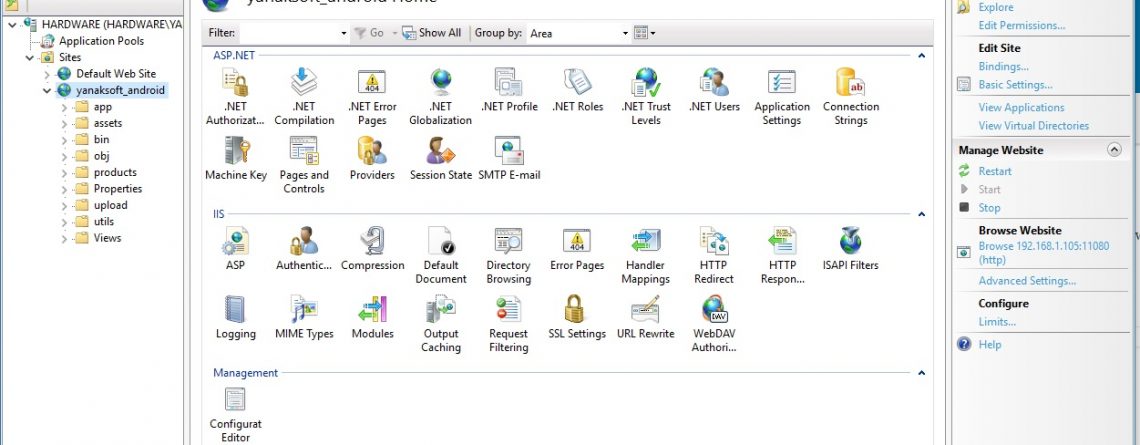 HARDWARE (HARDWARE\YA
Application Pools
Sites
Default Web Site
yanaksoft_android
app
assets
bin
obj
products
Properties
upload
utils
Views
yanaksoft_android Home
Filter: Go Show All Group by: Area
ASP.NET
.NET Authorizat... .NET Compilation .NET Error Pages .NET Globalization .NET Profile .NET Roles .NET Trust Levels .NET Users Application Settings Connection Strings
Machine Key Pages and Controls Providers Session State SMTP E-mail
IIS
ASP Authentic... Compression Default Document Directory Browsing Error Pages Handler Mappings HTTP Redirect HTTP Respon... ISAPI Filters
Logging MIME Types Modules Output Caching Request Filtering SSL Settings URL Rewrite WebDAV Authori...
Management
Configurat Editor
Explore
Edit Permissions...
Edit Site
Bindings...
Basic Settings...
View Applications
View Virtual Directories
Manage Website
Restart
Start
Stop
Browse Website
Browse 192.168.1.105:11080
(http)
Advanced Settings...
Configure
Limits...
Help